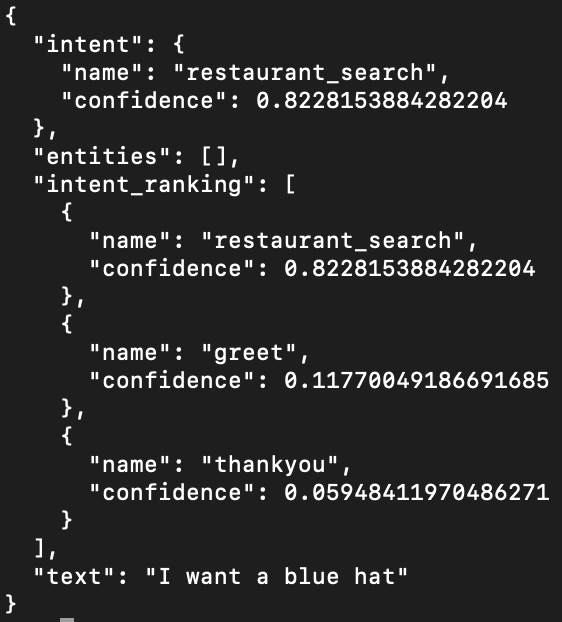 {
  "intent": {
    "name": "restaurant_search",
    "confidence": 0.8228153884282204
  },
  "entities": [],
  "intent_ranking": [
    {
      "name": "restaurant_search",
      "confidence": 0.8228153884282204
    },
    {
      "name": "greet",
      "confidence": 0.11770049186691685
    },
    {
      "name": "thankyou",
      "confidence": 0.05948411970486271
    }
  ],
  "text": "I want a blue hat"
}